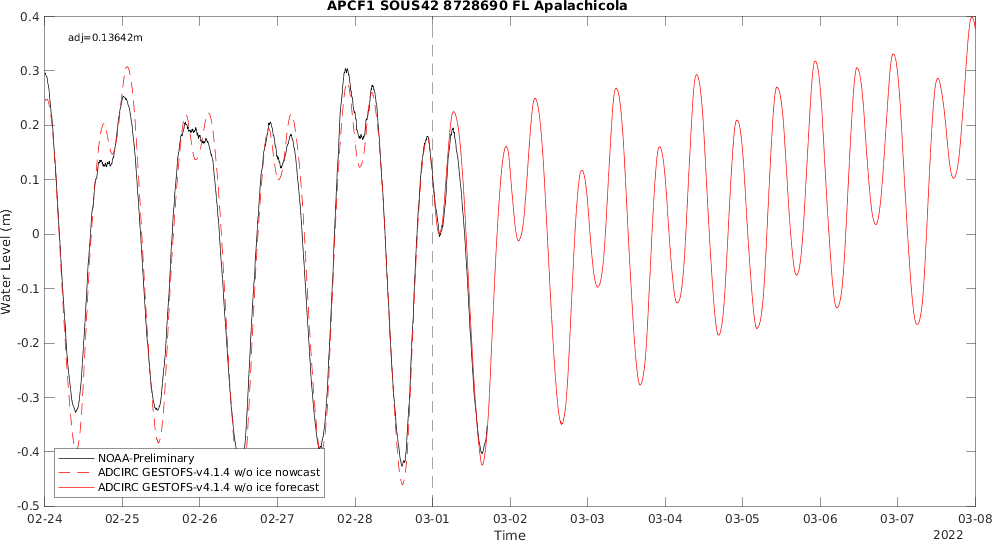 APCF1 SOUS42 8728690 FL Apalachicola
adj=0.13642m
0.4
0.3
0.2
0.1
0
-0.1
-0.2
-0.3
-0.4
-0.5
Water Level (m)
NOAA-Preliminary
ADCIRC GESTOFS-v4.1.4 w/o ice nowcast
ADCIRC GESTOFS-v4.1.4 w/o ice forecast
02-24 02-25 02-26 02-27 02-28 03-01 03-02 03-03 03-04 03-05 03-06 03-07 03-08
Time
2022